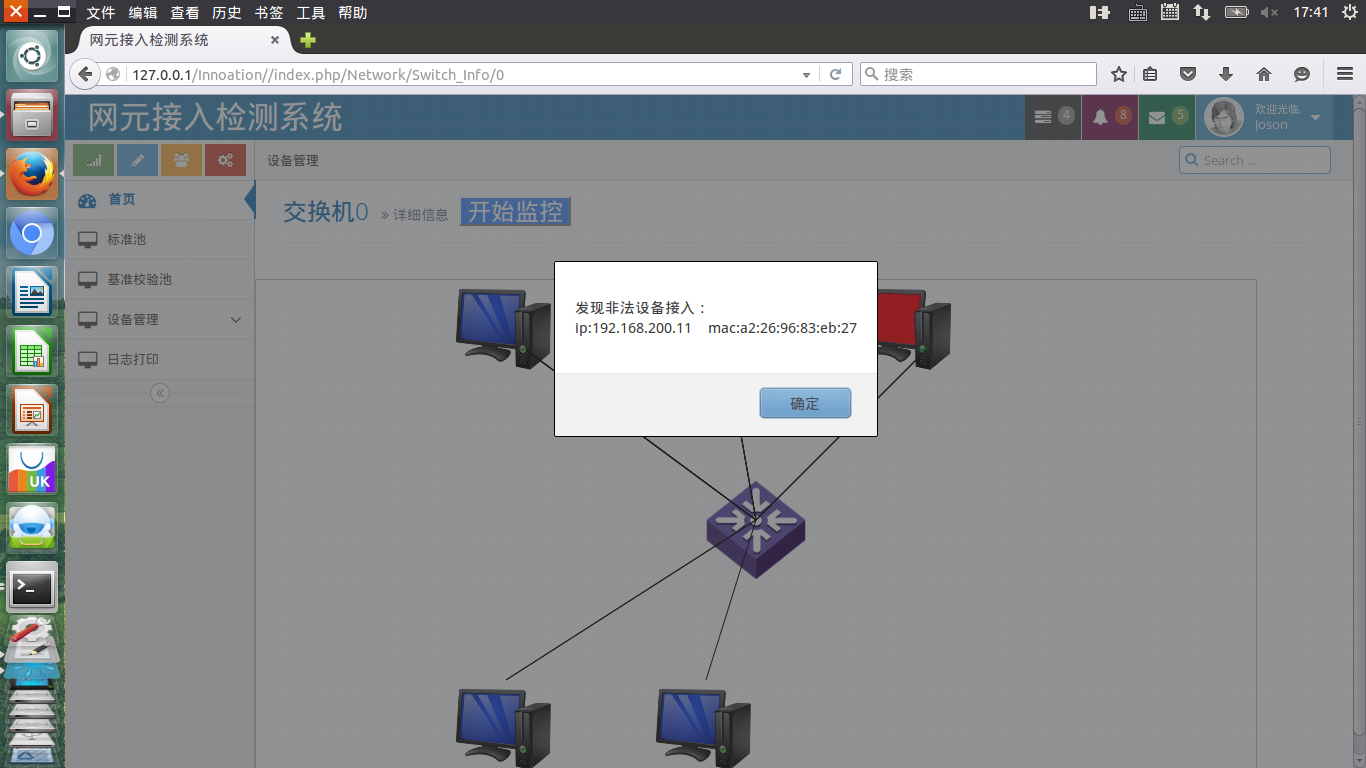 文件 编辑 查看 历史 书签 工具 帮助
17:41
网元接入检测系统
127.0.0.1/Innoation//index.php/Network/Switch_Info/0
搜索
网元接入检测系统
4
8
5
欢迎光临,
Joson
设备管理
Search ...
首页
标准池
基准校验池
设备管理
日志打印
交换机0 » 详细信息 开始监控
发现非法设备接入：
ip:192.168.200.11 mac:a2:26:96:83:eb:27
确定
UK